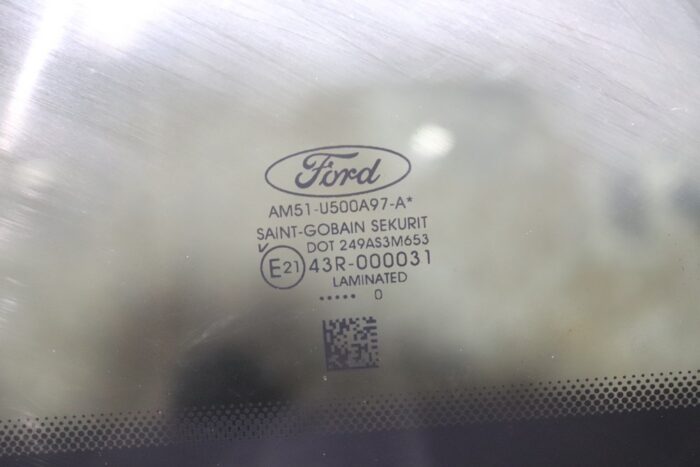 Ford
AM51-U500A97-A*
SAINT-GOBAIN SEKURIT
DOT 249AS3M653
E21 43R-000031
LAMINATED
..... 0